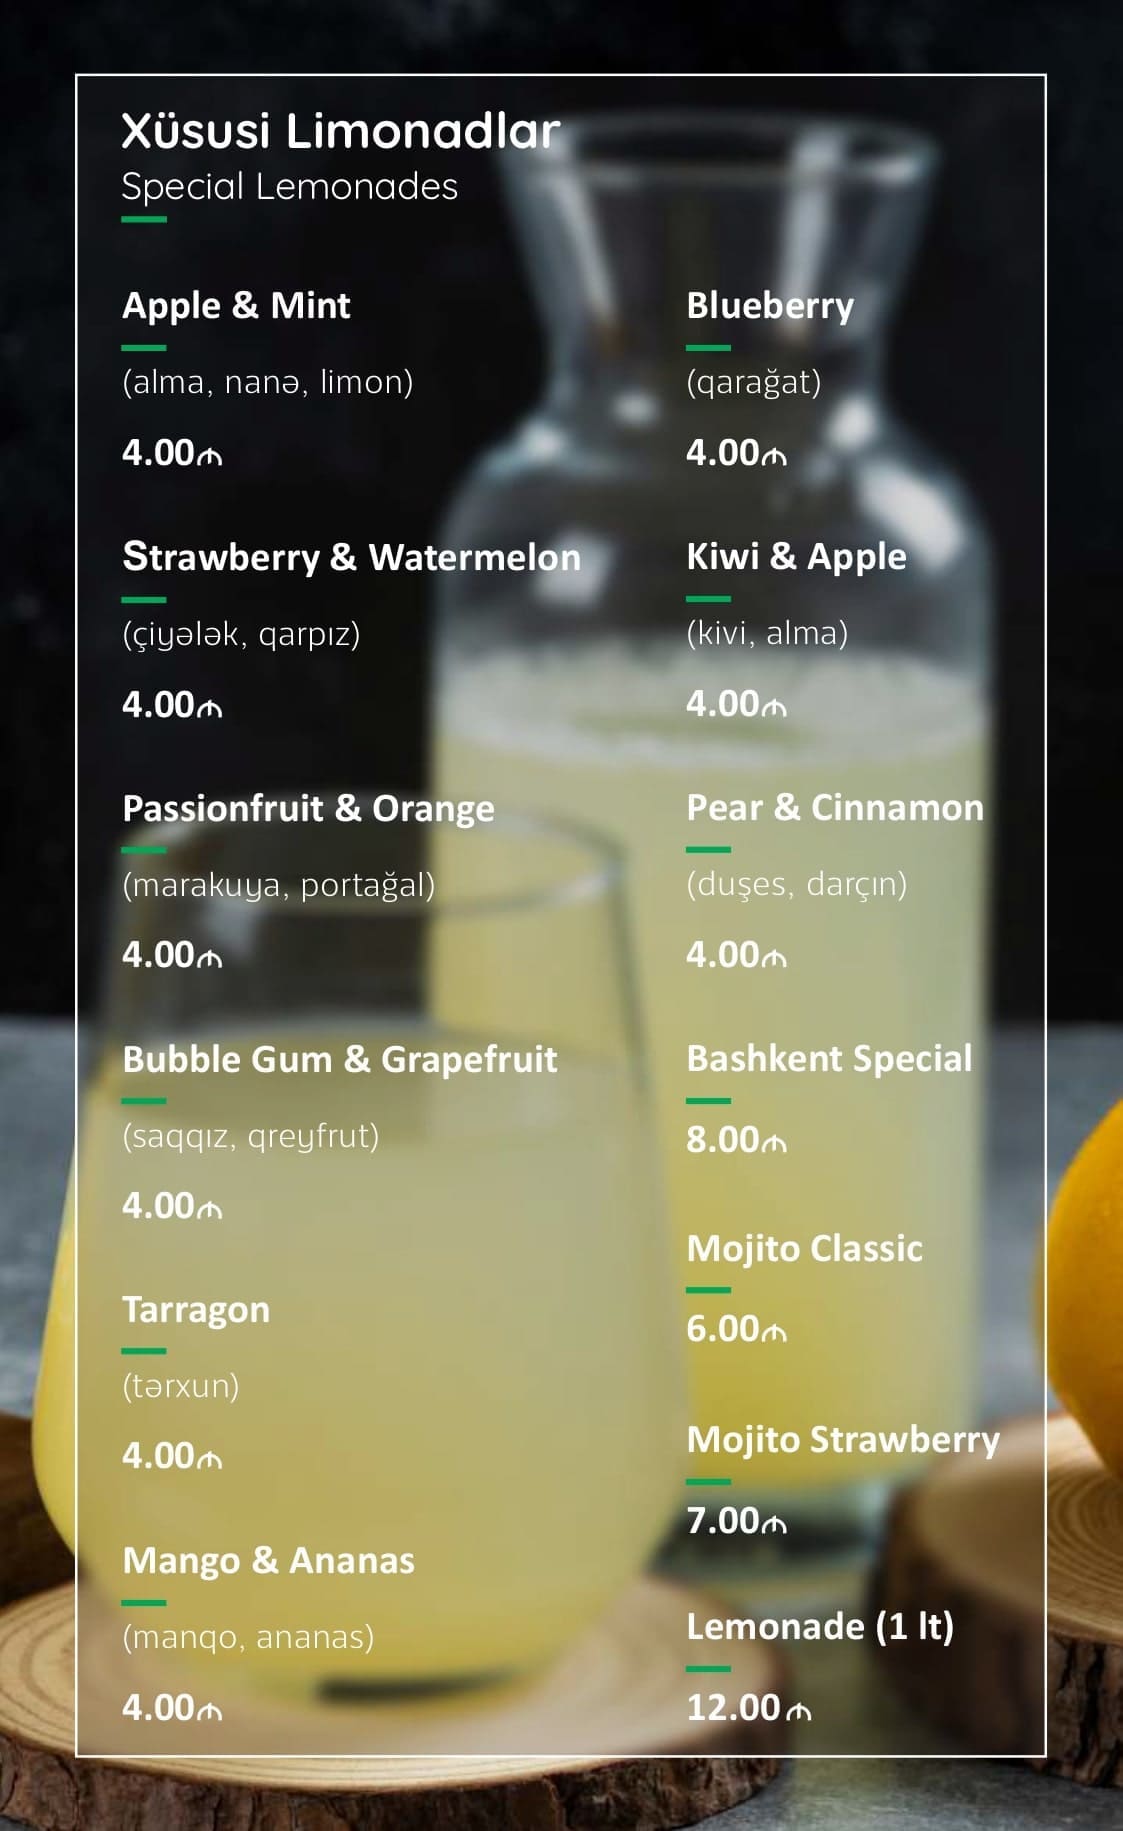 Xüsusi Limonadlar
Special Lemonades
Apple & Mint
(alma, nanə, limon)
4.00₼
Strawberry & Watermelon
(çiyələk, qarpız)
4.00₼
Passionfruit & Orange
(marakuya, portağal)
4.00₼
Bubble Gum & Grapefruit
(saqqız, qreyfrut)
4.00₼
Tarragon
(tərxun)
4.00₼
Mango & Ananas
(manqo, ananas)
4.00₼
Blueberry
(qarağat)
4.00₼
Kiwi & Apple
(kivi, alma)
4.00₼
Pear & Cinnamon
(duşes, darçın)
4.00₼
Bashkent Special
8.00₼
Mojito Classic
6.00₼
Mojito Strawberry
7.00₼
Lemonade (1 lt)
12.00₼